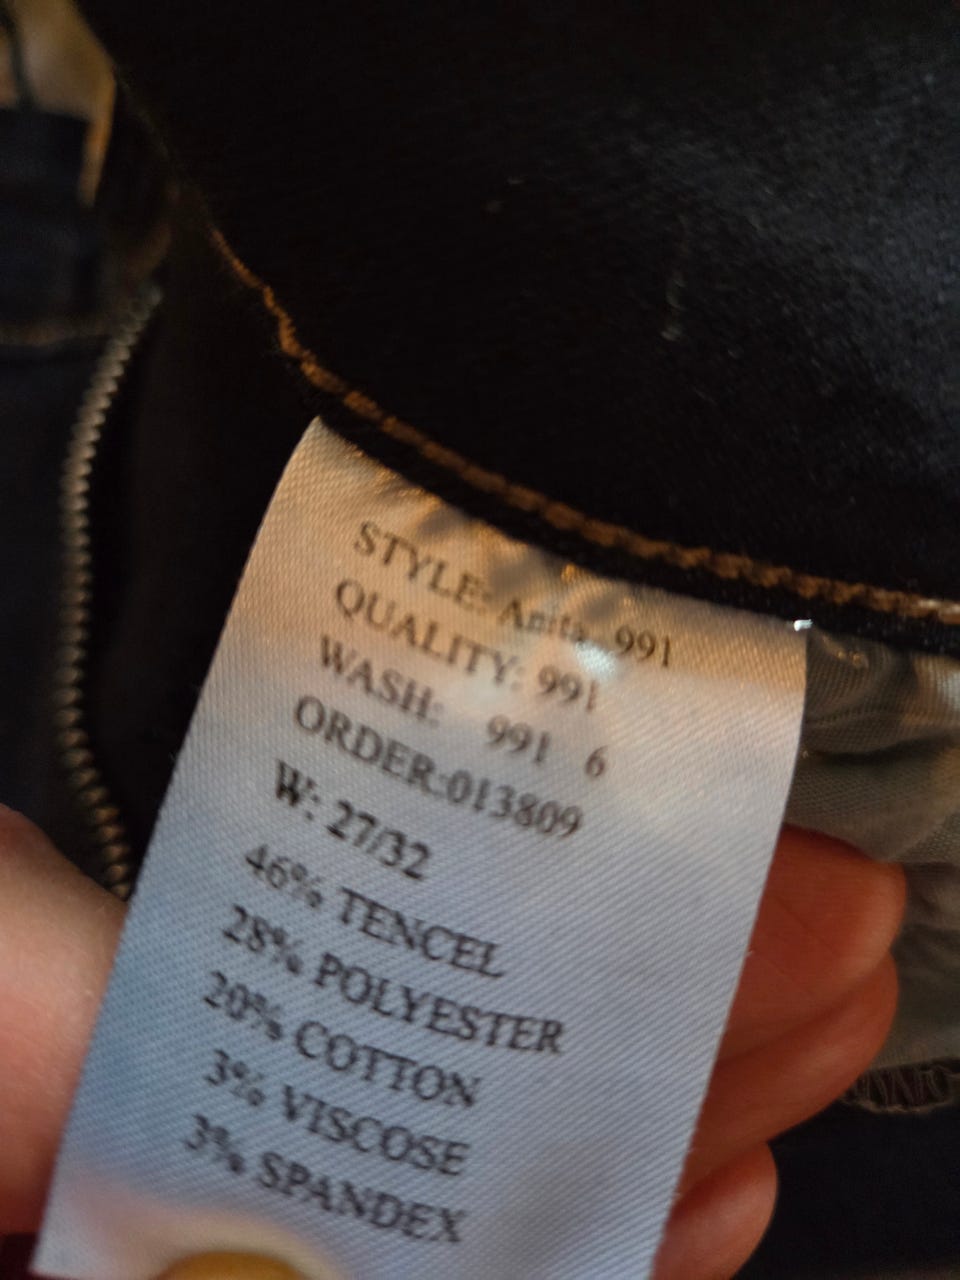 STYLE: Anita 991
QUALITY: 991
WASH: 991 6
ORDER:013809
W: 27/32
46% TENCEL
28% POLYESTER
20% COTTON
3% VISCOSE
3% SPANDEX